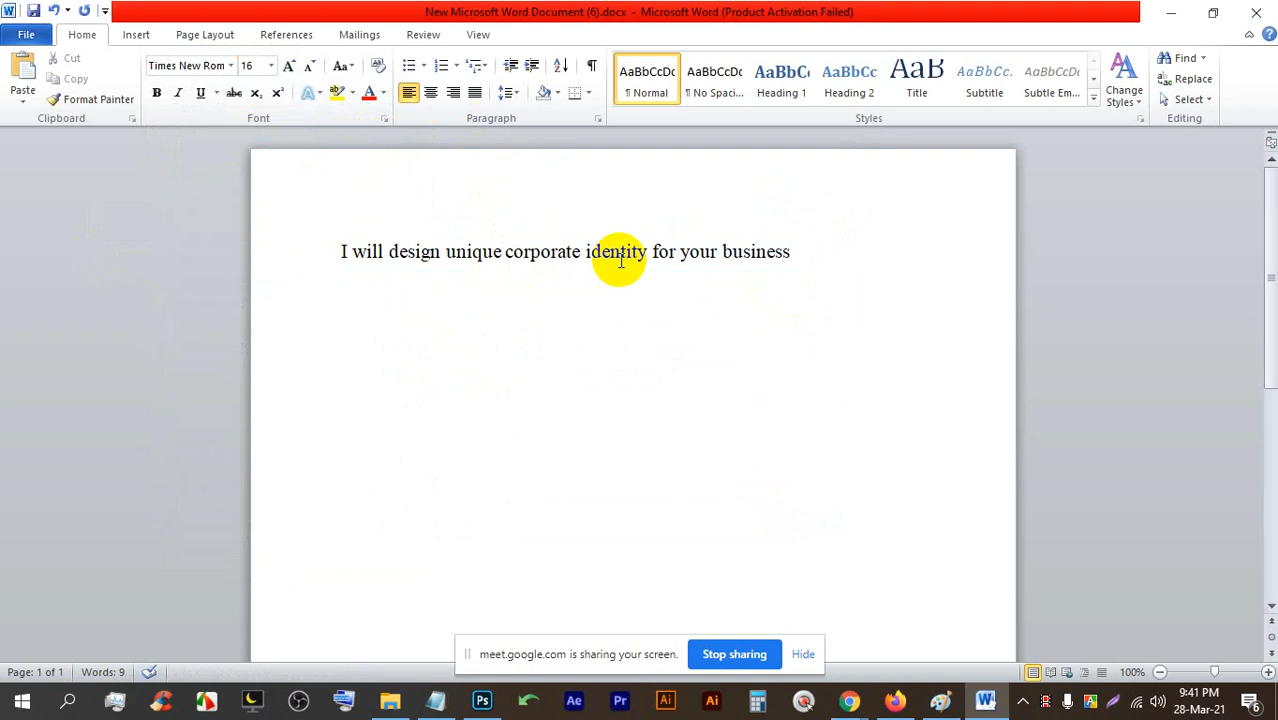 New Microsoft Word Document (6).docx - Microsoft Word (Product Activation Failed)
File Home Insert Page Layout References Mailings Review View
Paste
Cut
Copy
Format Painter
Clipboard
Times New Rom 16
Font
Paragraph
AaBbCcDc AaBbCcDc AaBbCc AaBbCc AaB AaBbCcDc AaBbCcDc
¶ Normal ¶ No Spaci... Heading 1 Heading 2 Title Subtitle Subtle Em...
Change Styles
Styles
Find
Replace
Select
Editing
I will design unique corporate identity for your business
meet.google.com is sharing your screen. Stop sharing Hide
Page: 1 of 1 Words: 9 100%
9:41 PM
28-Mar-21
6